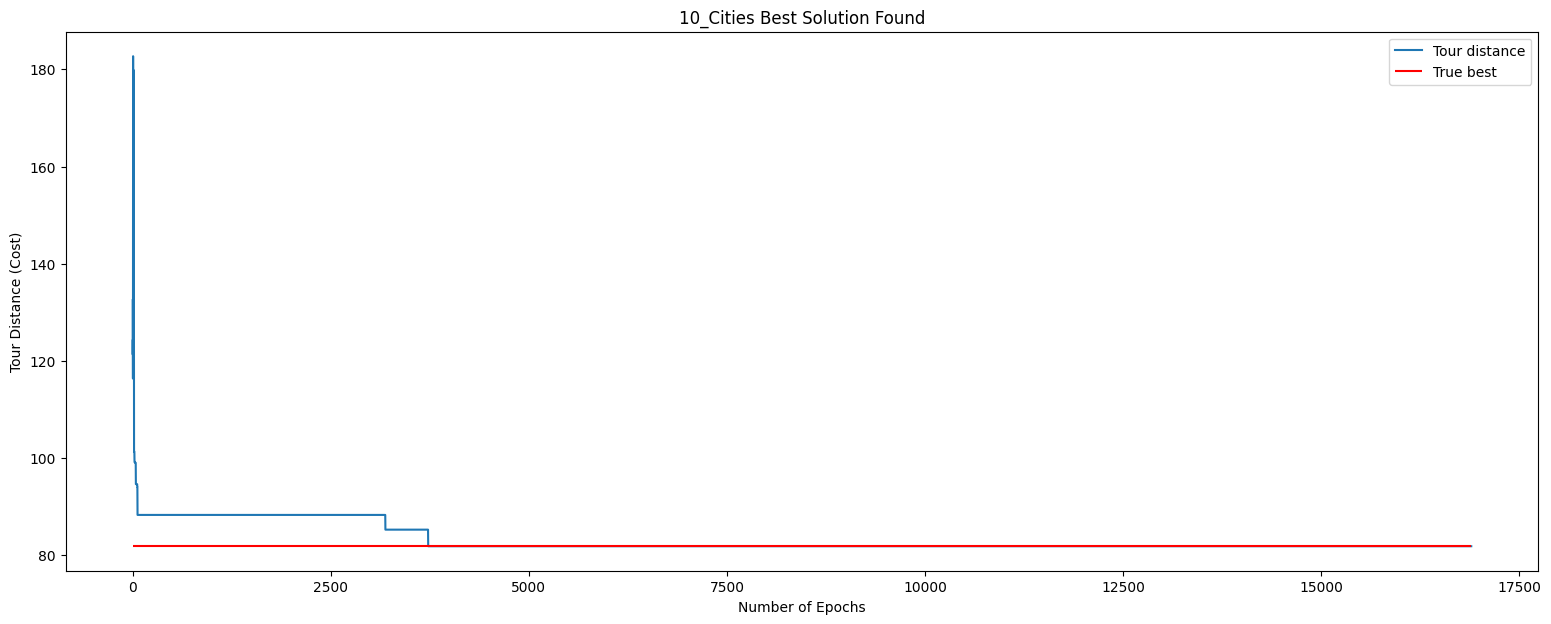 10_Cities Best Solution Found
Tour distance
True best
Tour Distance (Cost)
180
160
140
120
100
80
0 2500 5000 7500 10000 12500 15000 17500
Number of Epochs